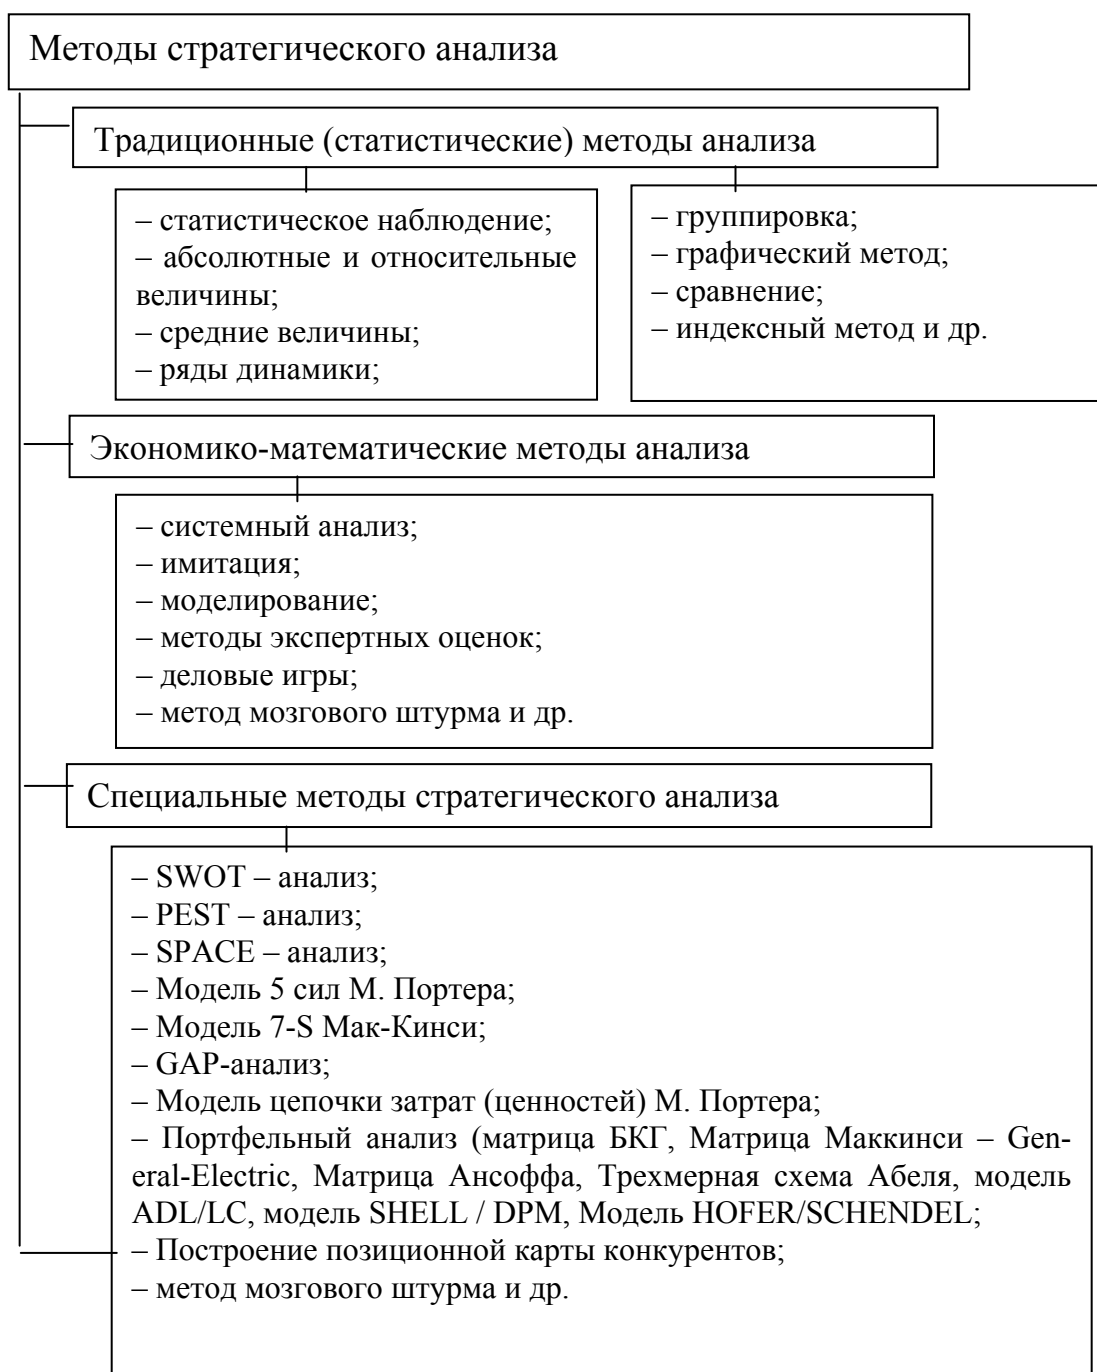 Методы стратегического анализа
Традиционные (статистические) методы анализа
– статистическое наблюдение;
– абсолютные и относительные
величины;
– средние величины;
– ряды динамики;
– группировка;
– графический метод;
– сравнение;
– индексный метод и др.
Экономико-математические методы анализа
– системный анализ;
– имитация;
– моделирование;
– методы экспертных оценок;
– деловые игры;
– метод мозгового штурма и др.
Специальные методы стратегического анализа
– SWOT – анализ;
– PEST – анализ;
– SPACE – анализ;
– Модель 5 сил М. Портера;
– Модель 7-S Мак-Кинси;
– GAP-анализ;
– Модель цепочки затрат (ценностей) М. Портера;
– Портфельный анализ (матрица БКГ, Матрица Маккинси – Gen-
eral-Electric, Матрица Ансоффа, Трехмерная схема Абеля, модель
ADL/LC, модель SHELL / DPM, Модель HOFER/SCHENDEL;
– Построение позиционной карты конкурентов;
– метод мозгового штурма и др.